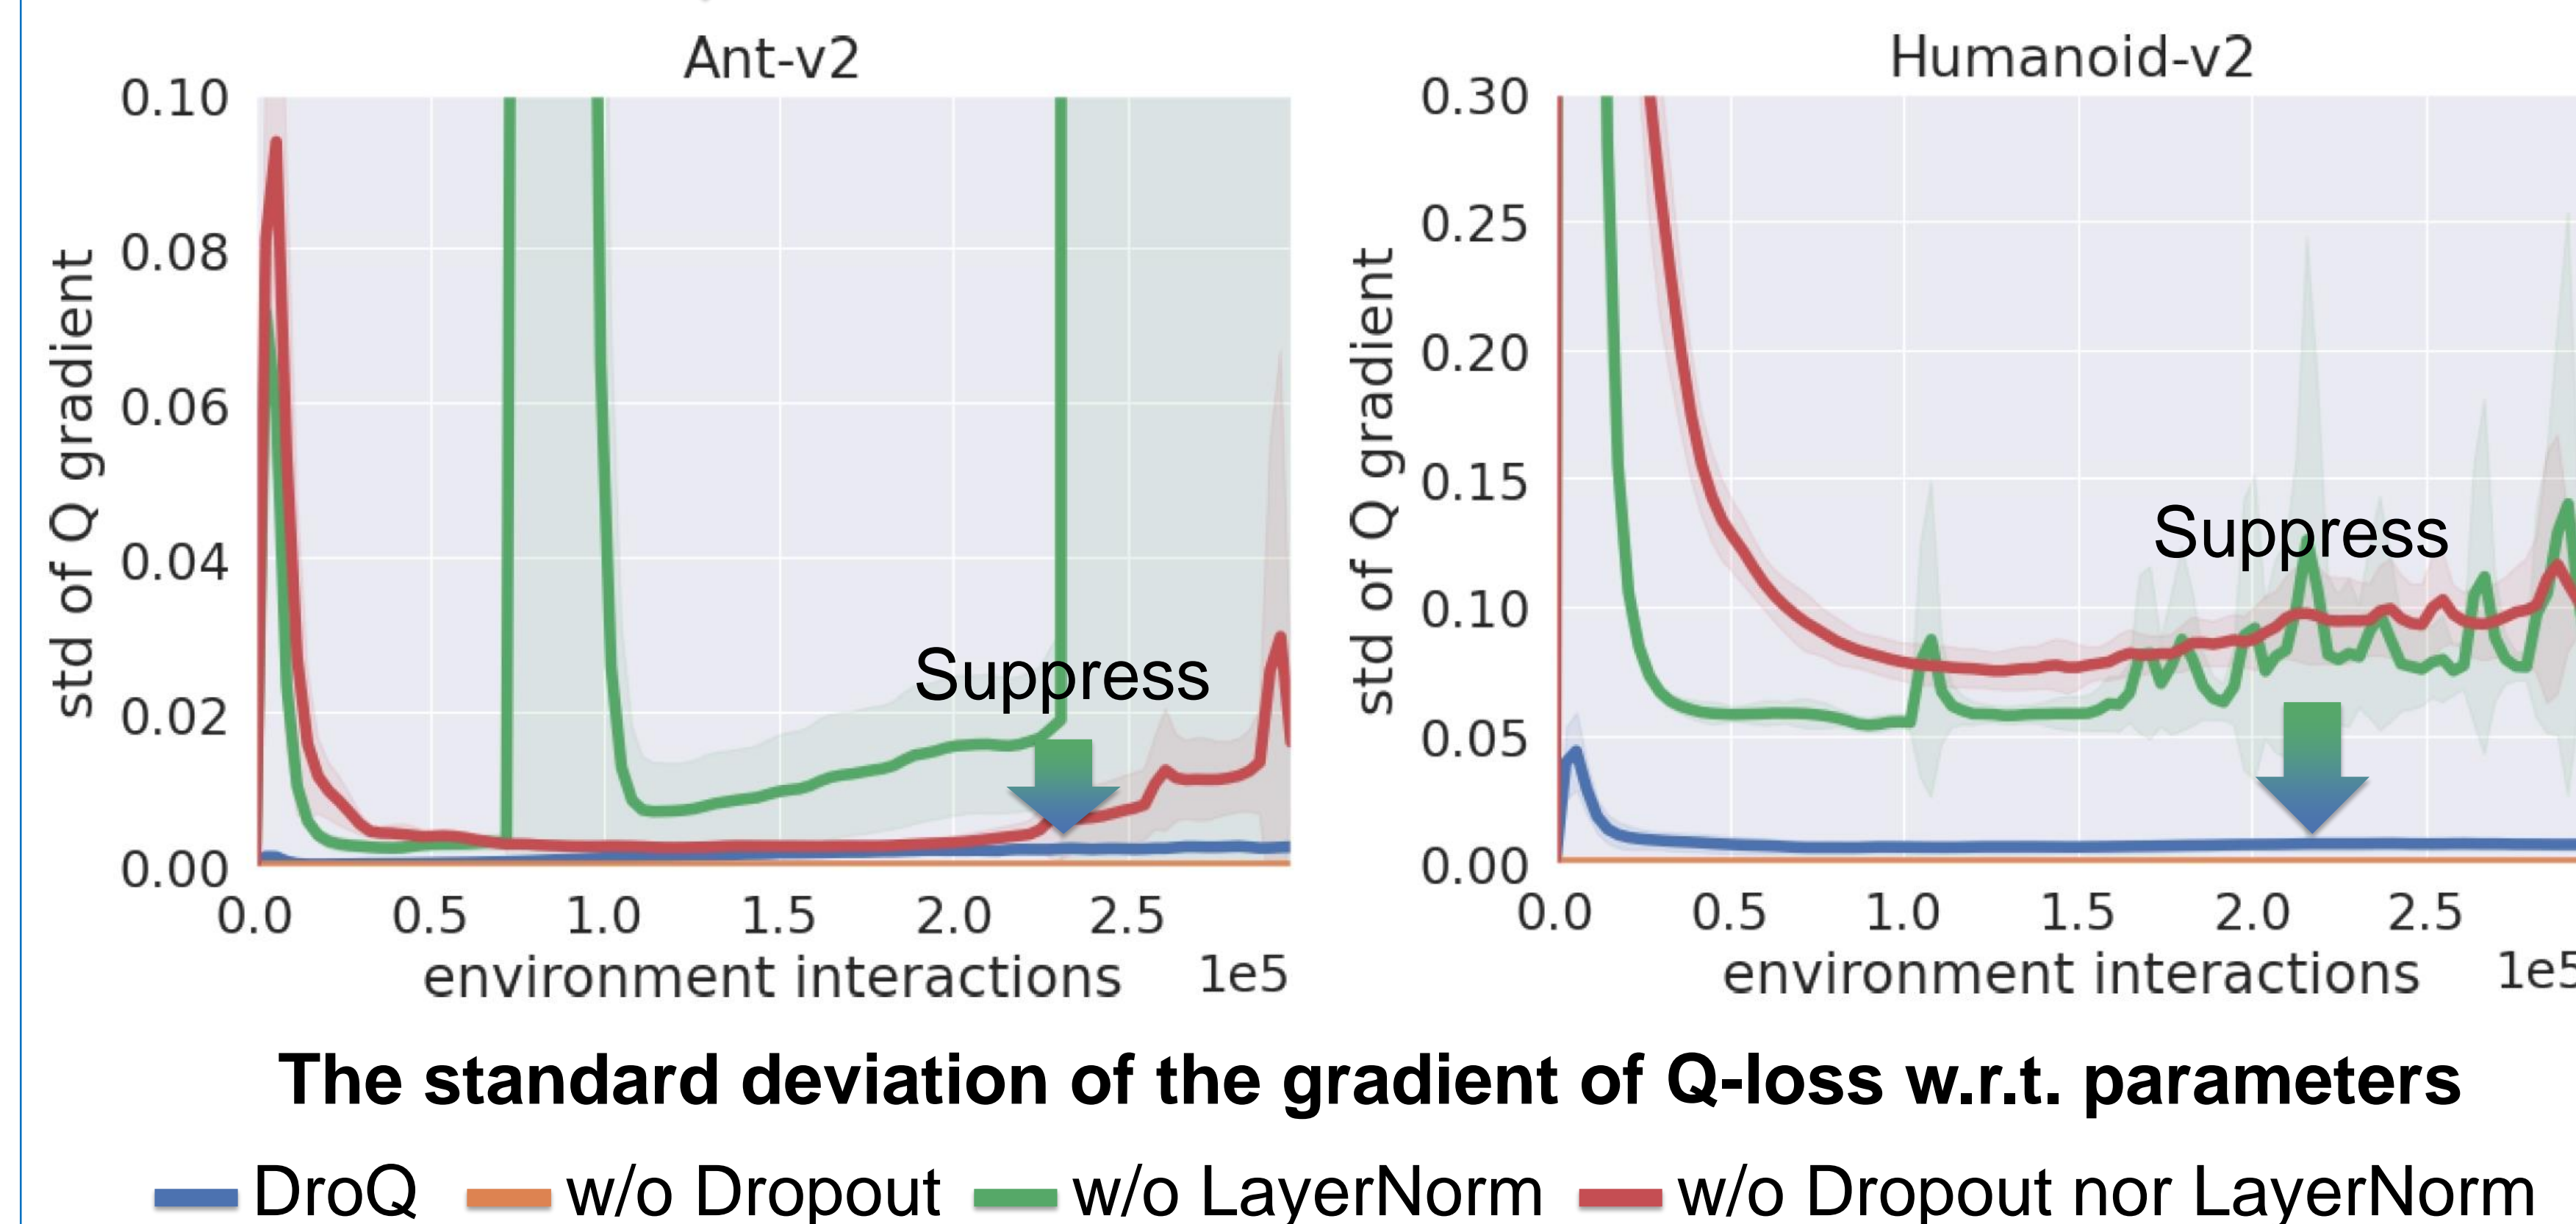 Ant-v2
Humanoid-v2
std of Q gradient
0.10
0.08
0.06
0.04
0.02
0.00
Suppress
0.0 0.5 1.0 1.5 2.0 2.5
environment interactions 1e5
std of Q gradient
0.30
0.25
0.20
0.15
0.10
0.05
0.00
Suppress
0.0 0.5 1.0 1.5 2.0 2.5
environment interactions 1e5
The standard deviation of the gradient of Q-loss w.r.t. parameters
DroQ w/o Dropout w/o LayerNorm w/o Dropout nor LayerNorm